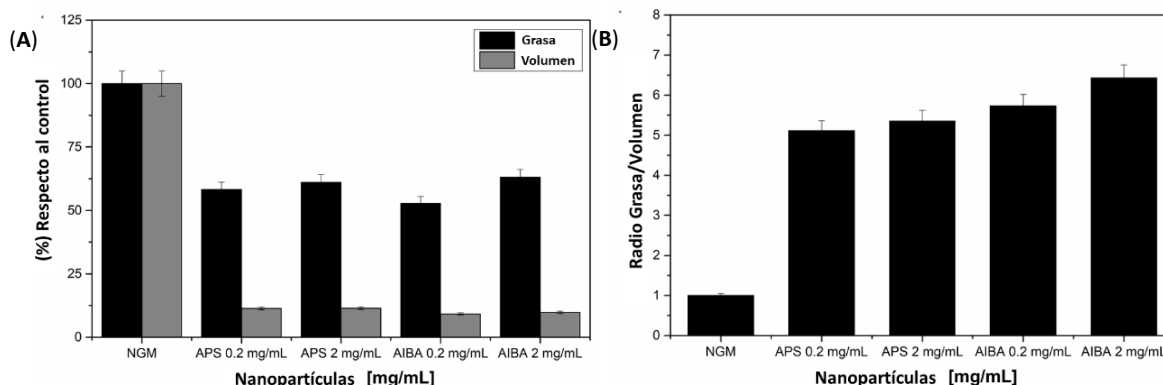 (A)
125
100
75
50
25
0
(%) Respecto al control
Grasa
Volumen
NGM APS 0.2 mg/mL APS 2 mg/mL AIBA 0.2 mg/mL AIBA 2 mg/mL
Nanopartículas [mg/mL]
(B)
8
7
6
5
4
3
2
1
0
Radio Grasa/Volumen
NGM APS 0.2 mg/mL APS 2 mg/mL AIBA 0.2 mg/mL AIBA 2 mg/mL
Nanopartículas [mg/mL]